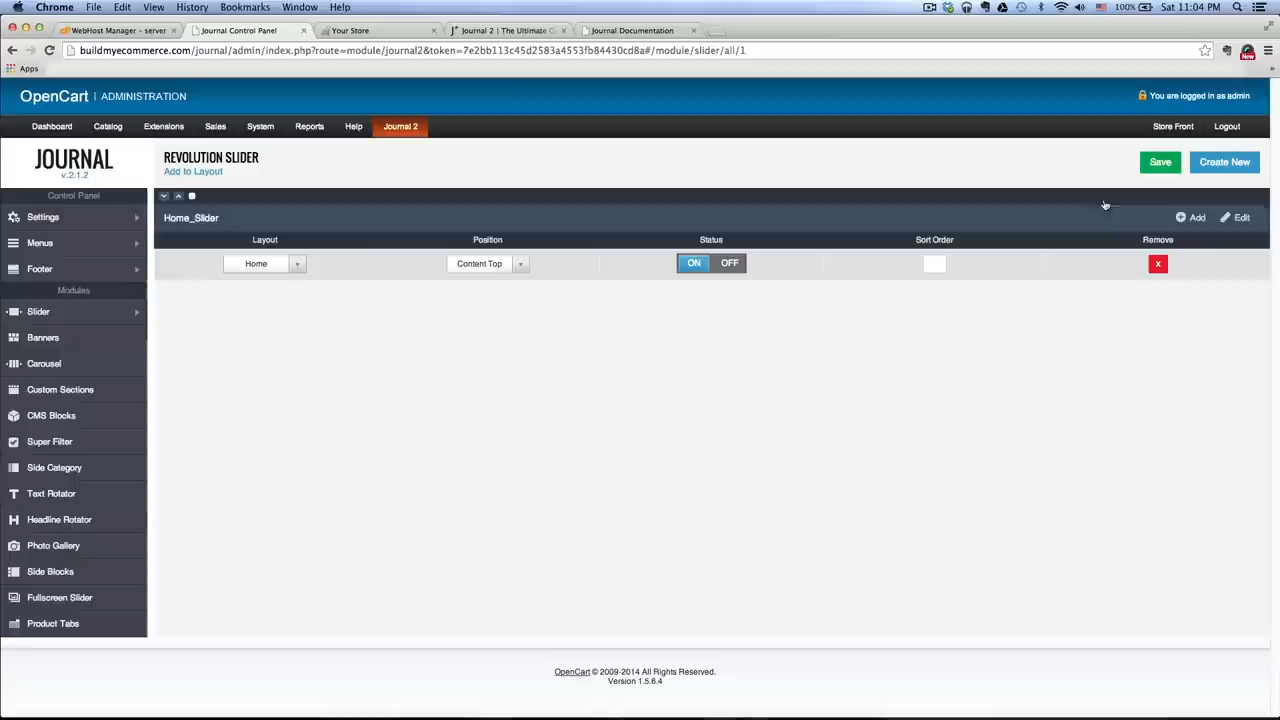 Chrome File Edit View History Bookmarks Window Help 100% Sat 11:04 PM
WebHost Manager - server Journal Control Panel Your Store Journal 2 | The Ultimate O Journal Documentation
buildmyecommerce.com/journal/admin/index.php?route=module/journal2&token=7e2bb113c45d2583a4553fb84430cd8a#/module/slider/all/1
New
Apps
OpenCart | ADMINISTRATION You are logged in as admin
Dashboard Catalog Extensions Sales System Reports Help Journal 2 Store Front Logout
JOURNAL
v.2.1.2
REVOLUTION SLIDER
Add to Layout
Save Create New
Control Panel
Settings
Menus
Footer
Modules
Slider
Banners
Carousel
Custom Sections
CMS Blocks
Super Filter
Side Category
Text Rotator
Headline Rotator
Photo Gallery
Side Blocks
Fullscreen Slider
Product Tabs
Home_Slider Add Edit
Layout Position Status Sort Order Remove
Home Content Top ON OFF x
OpenCart © 2009-2014 All Rights Reserved.
Version 1.5.6.4